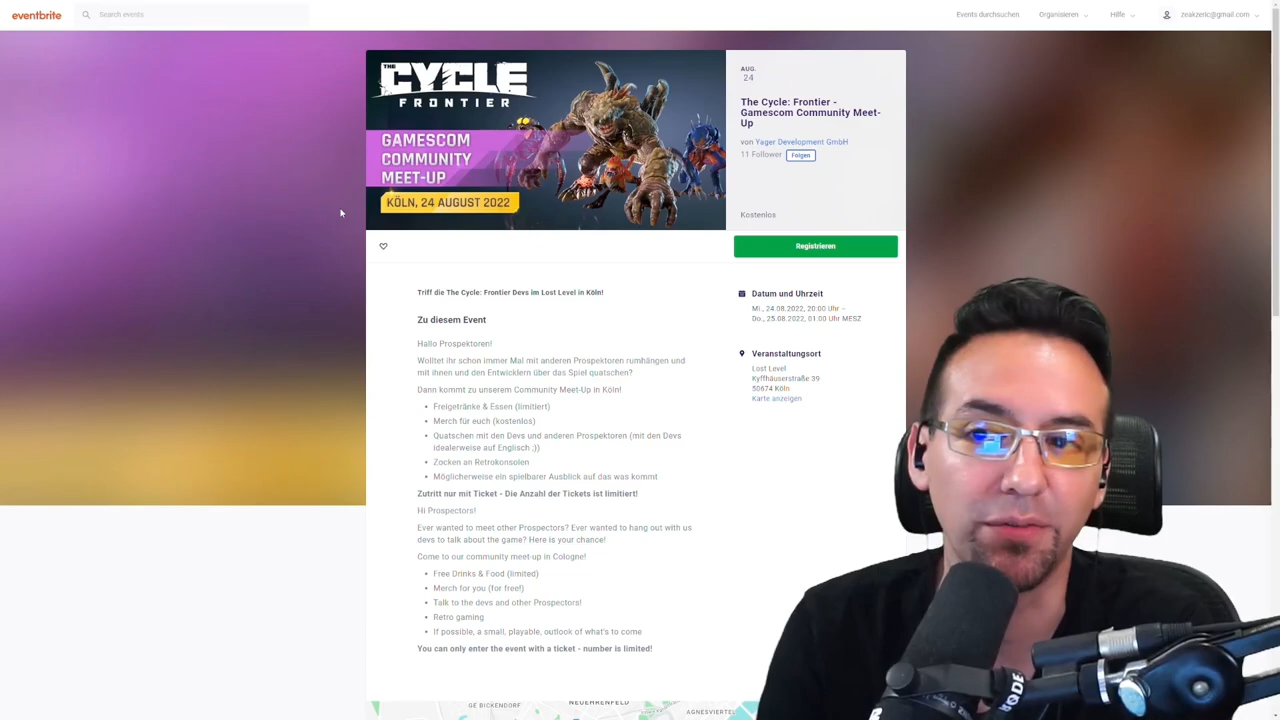 eventbrite
Search events
Events durchsuchen
Organisieren
Hilfe
zeakzeric@gmail.com
THE
CYCLE
FRONTIER
GAMESCOM
COMMUNITY
MEET-UP
KÖLN, 24 AUGUST 2022
AUG.
24
The Cycle: Frontier -
Gamescom Community Meet-
Up
von Yager Development GmbH
11 Follower
Folgen
Kostenlos
Registrieren
Triff die The Cycle: Frontier Devs im Lost Level in Köln!
Zu diesem Event
Hallo Prospektoren!
Wolltet ihr schon immer Mal mit anderen Prospektoren rumhängen und
mit ihnen und den Entwicklern über das Spiel quatschen?
Dann kommt zu unserem Community Meet-Up in Köln!
• Freigetränke & Essen (limitiert)
• Merch für euch (kostenlos)
• Quatschen mit den Devs und anderen Prospektoren (mit den Devs
idealerweise auf Englisch ;))
• Zocken an Retrokonsolen
• Möglicherweise ein spielbarer Ausblick auf das was kommt
Zutritt nur mit Ticket - Die Anzahl der Tickets ist limitiert!
Hi Prospectors!
Ever wanted to meet other Prospectors? Ever wanted to hang out with us
devs to talk about the game? Here is your chance!
Come to our community meet-up in Cologne!
• Free Drinks & Food (limited)
• Merch for you (for free!)
• Talk to the devs and other Prospectors!
• Retro gaming
• If possible, a small, playable, outlook of what's to come
You can only enter the event with a ticket - number is limited!
Datum und Uhrzeit
Mi., 24.08.2022, 20:00 Uhr –
Do., 25.08.2022, 01:00 Uhr MESZ
Veranstaltungsort
Lost Level
Kyffhäuserstraße 39
50674 Köln
Karte anzeigen
GE BICKENDORF
NEUEHRENFELD
AGNESVIERTEL
RØDE